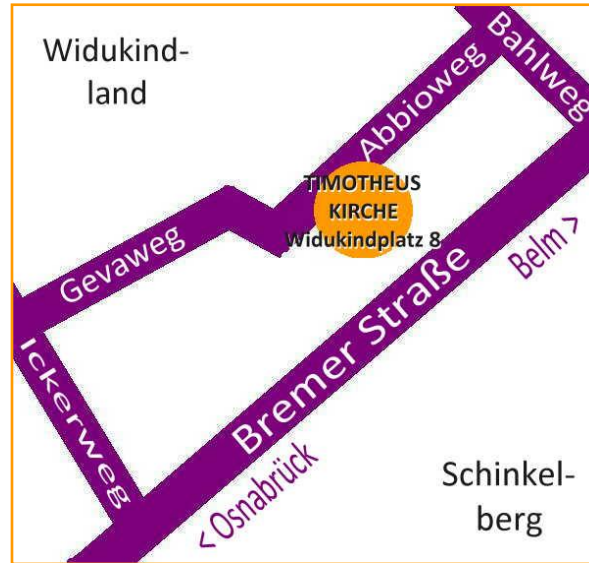 Widukind-
land
Bahlweg
Abbioweg
TIMOTHEUS
KIRCHE
Widukindplatz 8
Gevaweg
Belm >
Bremer Straße
Ickerweg
< Osnabrück
Schinkel-
berg